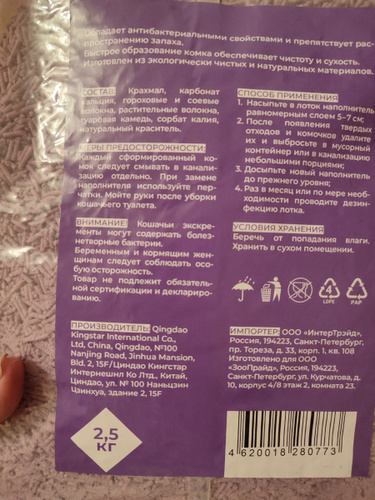 Обладает антибактериальными свойствами и препятствует рас-
пространению запаха.
Быстрое образование комка обеспечивает чистоту и сухость.
Изготовлен из экологически чистых и натуральных материалов.
СОСТАВ: Крахмал, карбонат
кальция, гороховые и соевые
волокна, растительные волокна,
гуаровая камедь, сорбат калия,
натуральный краситель.
МЕРЫ ПРЕДОСТОРОЖНОСТИ:
Каждый сформированный ко-
мок следует смывать в канали-
зацию отдельно. При замене
наполнителя используйте пер-
чатки. Мойте руки после уборки
кошачьего туалета.
ВНИМАНИЕ: Кошачьи экскре-
менты могут содержать болез-
нетворные бактерии.
Беременным и кормящим жен-
щинам следует соблюдать осо-
бую осторожность.
Товар не подлежит обязатель-
ной сертификации и деклариро-
ванию.
СПОСОБ ПРИМЕНЕНИЯ
1. Насыпьте в лоток наполнитель
равномерным слоем 5–7 см;
2. После появления твердых
отходов и комочков удалите
их и выбросьте в мусорный
контейнер или в канализацию
небольшими порциями;
3. Досыпьте новый наполнитель
до прежнего уровня;
4. Раз в месяц или по мере необ-
ходимости проводите дезин-
фекцию лотка.
УСЛОВИЯ ХРАНЕНИЯ
Беречь от попадания влаги.
Хранить в сухом помещении.
4 LDPE
PAP
ПРОИЗВОДИТЕЛЬ: Qingdao
Kingstar International Co.,
Ltd, China, Qingdao, №100
Nanjing Road, Jinhua Mansion,
Bld. 2, 15F/Циндао Кингстар
Интернешнл Ко Лтд., Китай,
Циндао, ул. № 100 Наньцзин
Цзинхуа, здание 2, 15F
ИМПОРТЕР: ООО «ИнтерТрэйд»,
Россия, 194223, Санкт-Петербург,
пр. Тореза, д. 33, корп. 1, кв. 108
Изготовлено для ООО
«ЗооПрайд», Россия, 194223,
Санкт-Петербург, ул. Курчатова, д.
10, корпус 4/8 этаж 2, комната 23.
2,5
КГ
4 620018 280773